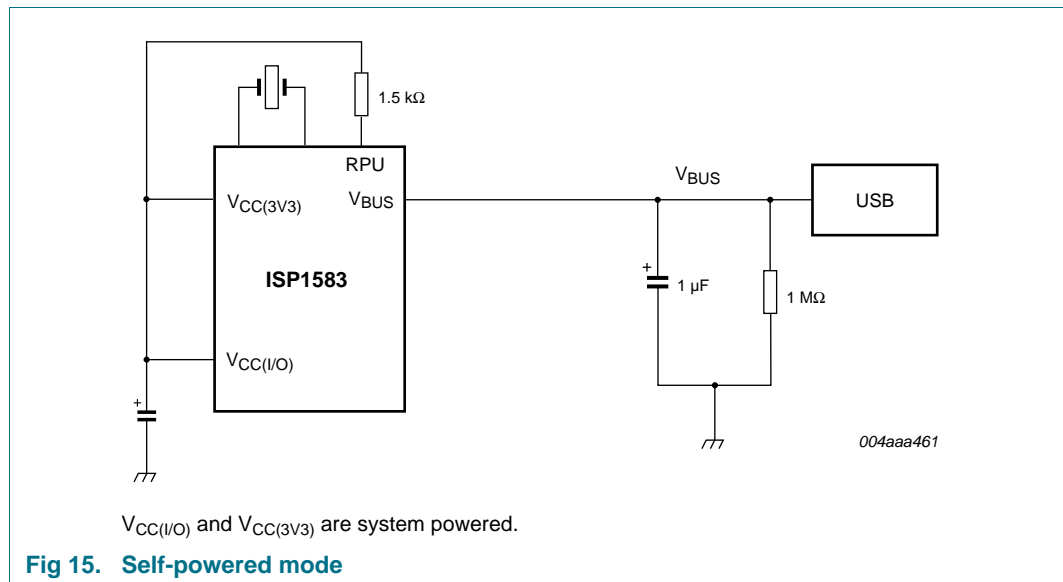 1.5 kΩ
RPU
VBUS
VCC(3V3)
VBUS
USB
ISP1583
+
1 μF
1 MΩ
VCC(I/O)
+
004aaa461
VCC(I/O) and VCC(3V3) are system powered.
Fig 15. Self-powered mode